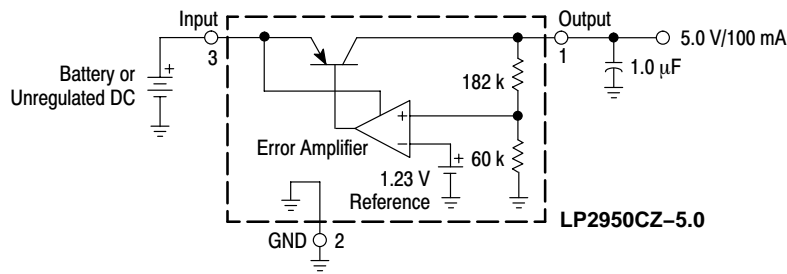 Input
3
Output
1
5.0 V/100 mA
1.0 μF
Battery or
Unregulated DC
+
182 k
60 k
Error Amplifier
+
−
+
1.23 V
Reference
GND
2
LP2950CZ–5.0